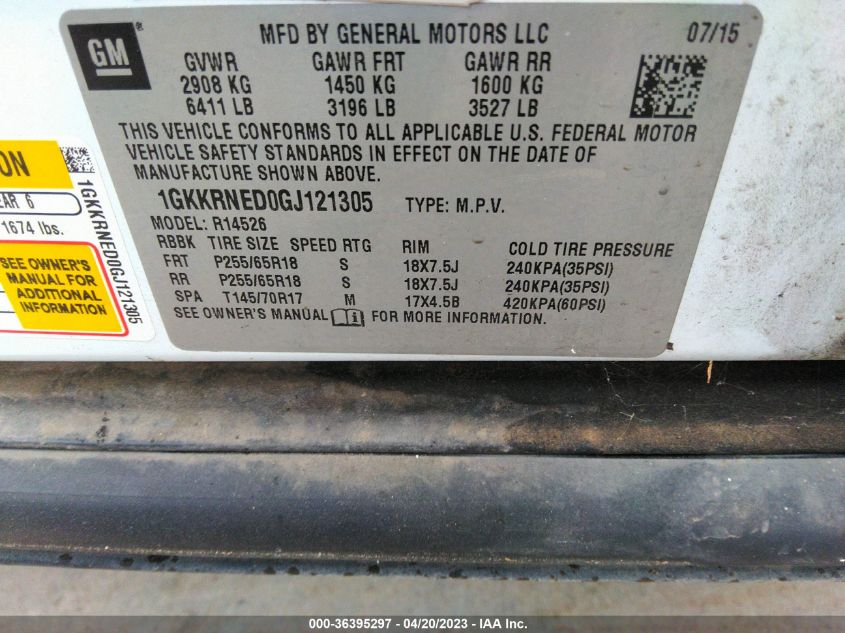 GM
®
MFD BY GENERAL MOTORS LLC 07/15
GVWR GAWR FRT GAWR RR
2908 KG 1450 KG 1600 KG
6411 LB 3196 LB 3527 LB
THIS VEHICLE CONFORMS TO ALL APPLICABLE U.S. FEDERAL MOTOR
VEHICLE SAFETY STANDARDS IN EFFECT ON THE DATE OF
MANUFACTURE SHOWN ABOVE.
1GKKRNED0GJ121305 TYPE: M.P.V.
MODEL: R14526
RBBK TIRE SIZE SPEED RTG RIM COLD TIRE PRESSURE
FRT P255/65R18 S 18X7.5J 240KPA(35PSI)
RR P255/65R18 S 18X7.5J 240KPA(35PSI)
SPA T145/70R17 M 17X4.5B 420KPA(60PSI)
SEE OWNER'S MANUAL i FOR MORE INFORMATION.
ON
EAR 6
1674 lbs.
SEE OWNER'S
MANUAL FOR
ADDITIONAL
INFORMATION
1GKKRNED0GJ121305
000-36395297 - 04/20/2023 - IAA Inc.